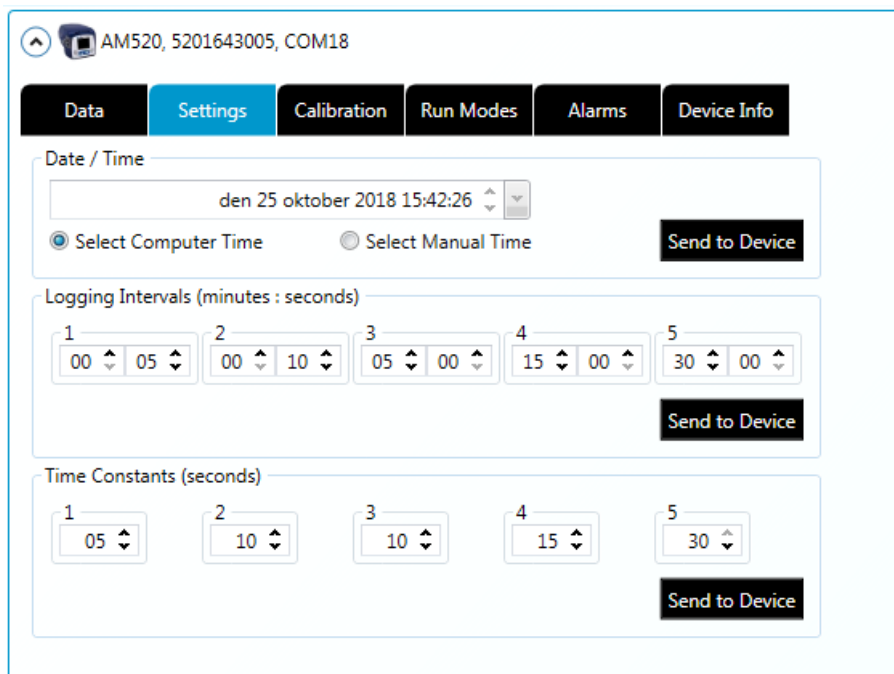 AM520, 5201643005, COM18
Data Settings Calibration Run Modes Alarms Device Info
Date / Time
den 25 oktober 2018 15:42:26
Select Computer Time Select Manual Time Send to Device
Logging Intervals (minutes : seconds)
1 2 3 4 5
00 05 00 10 05 00 15 00 30 00
Send to Device
Time Constants (seconds)
1 2 3 4 5
05 10 10 15 30
Send to Device